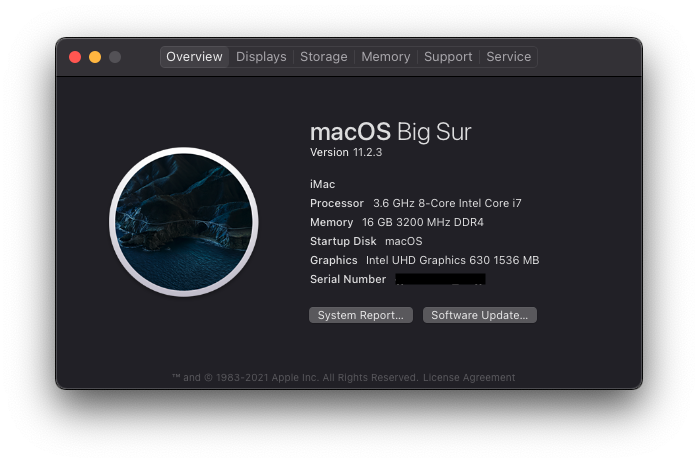 Overview Displays Storage Memory Support Service
macOS Big Sur
Version 11.2.3
iMac
Processor 3.6 GHz 8-Core Intel Core i7
Memory 16 GB 3200 MHz DDR4
Startup Disk macOS
Graphics Intel UHD Graphics 630 1536 MB
Serial Number
System Report... Software Update...
™ and © 1983-2021 Apple Inc. All Rights Reserved. License Agreement